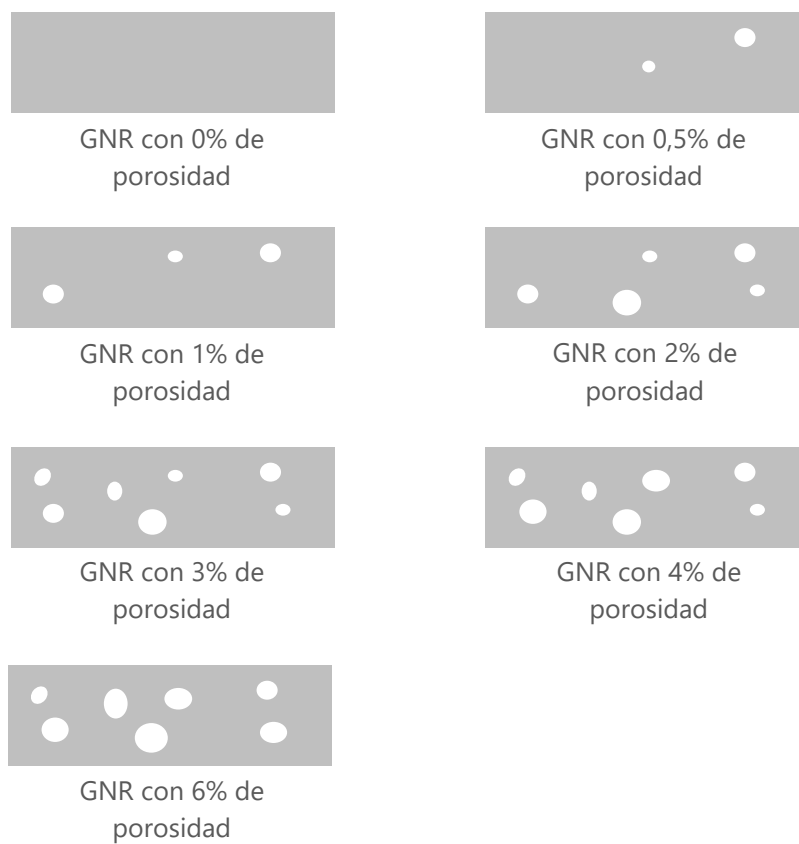 GNR con 0% de
porosidad
GNR con 0,5% de
porosidad
GNR con 1% de
porosidad
GNR con 2% de
porosidad
GNR con 3% de
porosidad
GNR con 4% de
porosidad
GNR con 6% de
porosidad